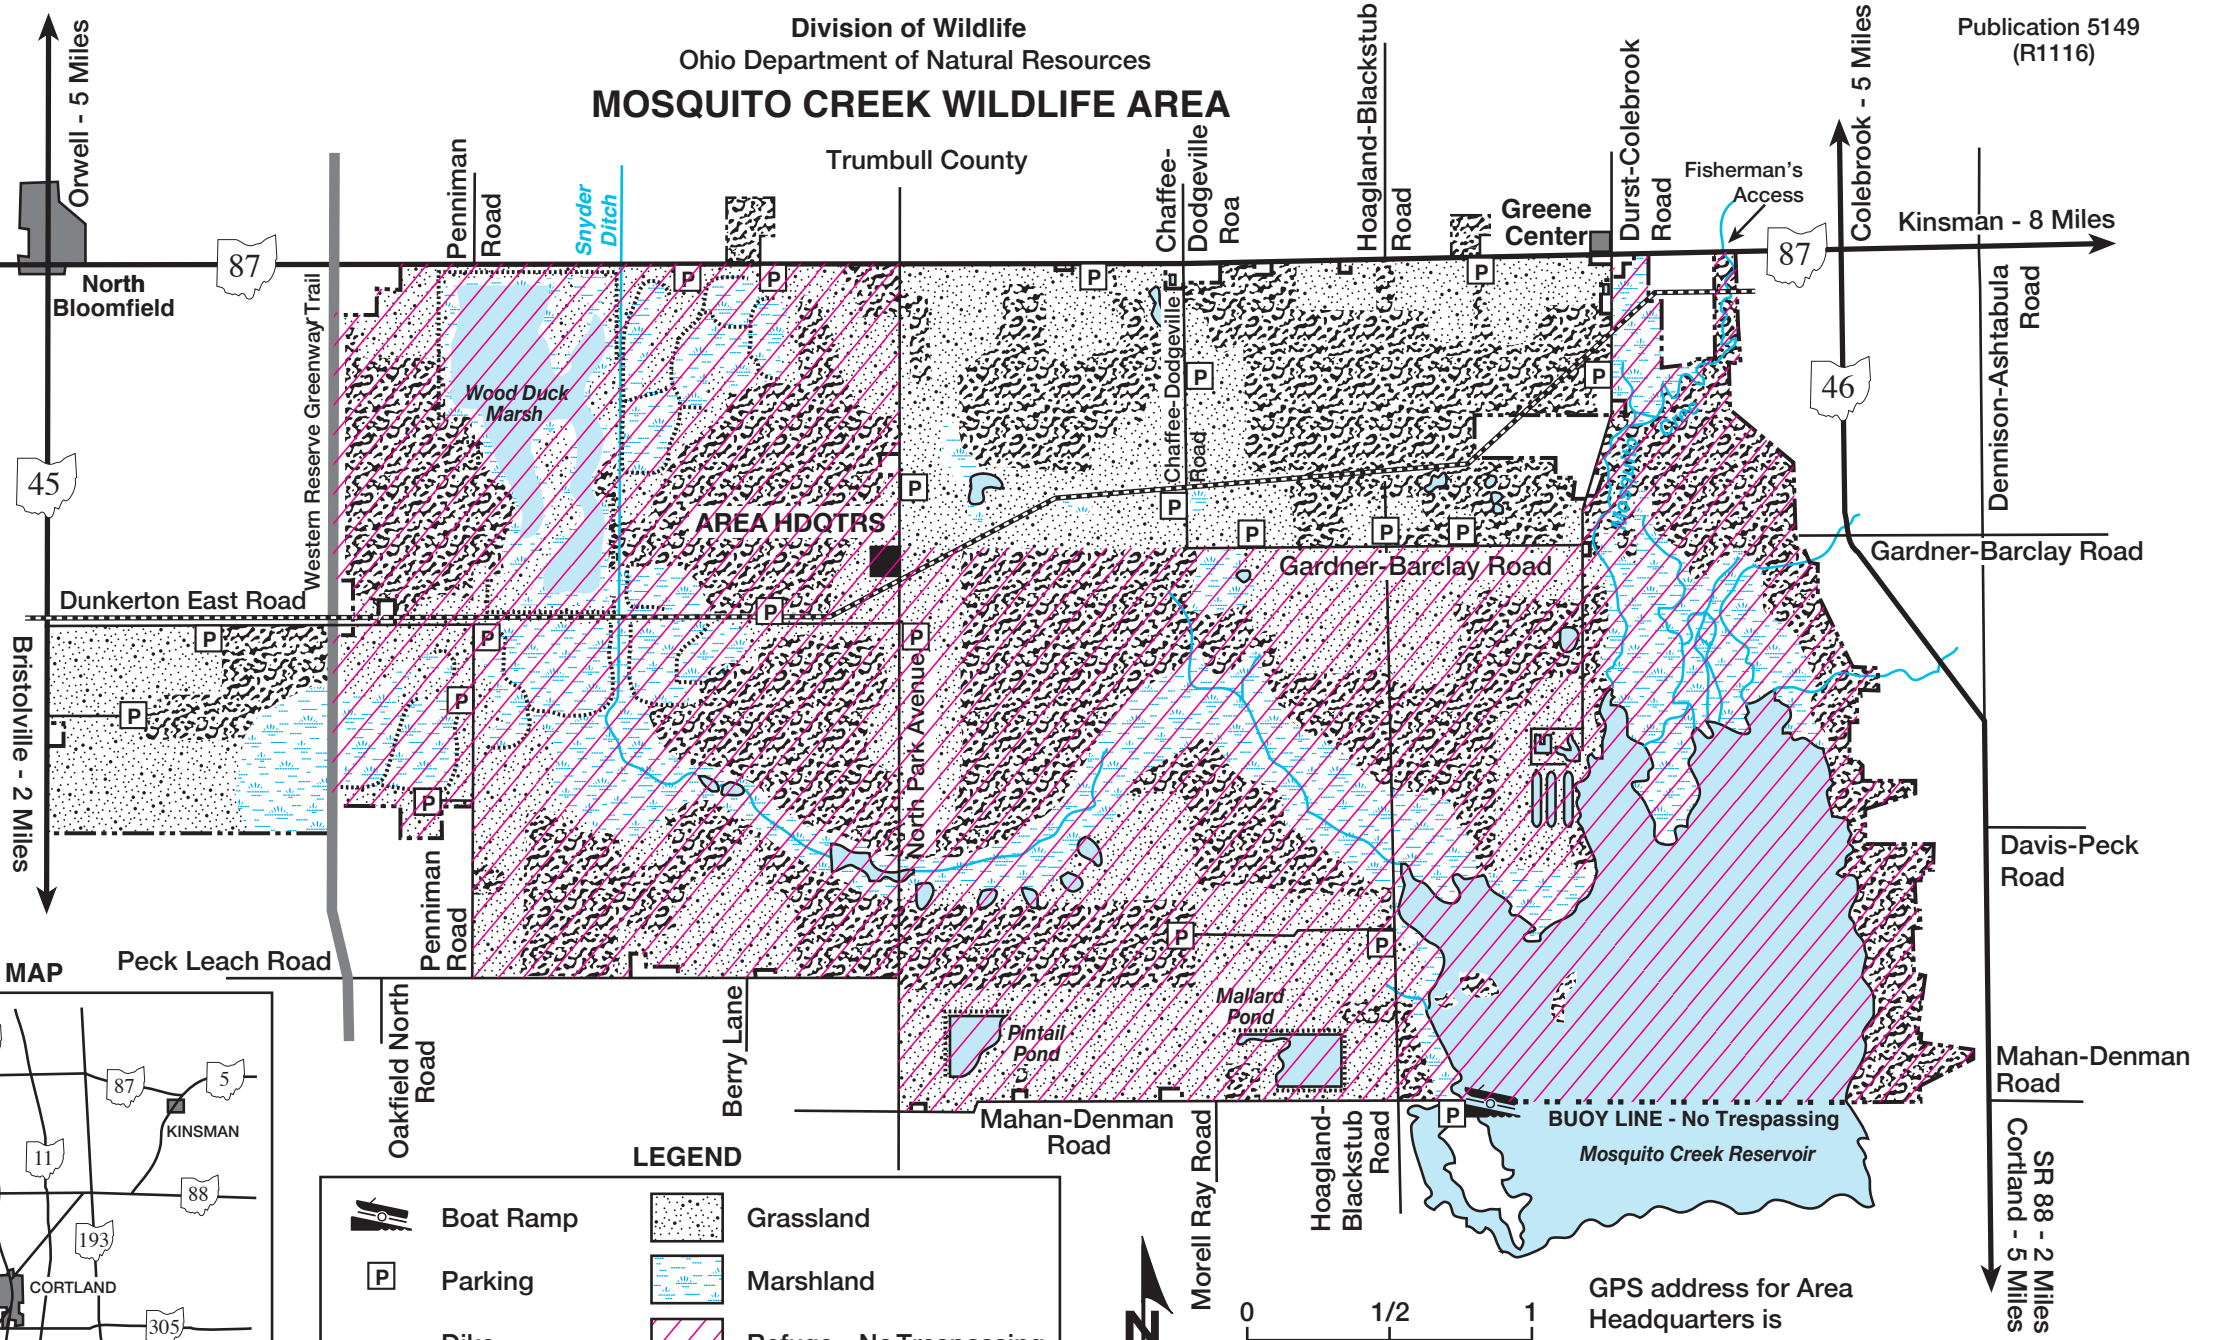 Division of Wildlife
Ohio Department of Natural Resources
MOSQUITO CREEK WILDLIFE AREA
Trumbull County
Publication 5149
(R1116)
Orwell - 5 Miles
Penniman
Road
Snyder
Ditch
Chaffee-
Dodgeville
Roa
Hoagland-Blackstub
Road
Greene
Center
Durst-Colebrook
Road
Fisherman's
Access
Colebrook - 5 Miles
Kinsman - 8 Miles
87
87
North
Bloomfield
P
P
P
P
Western Reserve Greenway Trail
Wood Duck
Marsh
Chaffee-Dodgeville
Road
P
P
46
Dennison-Ashtabula
Road
45
P
P
Mosquito
Creek
AREA HDQTRS
P
P
P
Gardner-Barclay Road
Gardner-Barclay Road
Dunkerton East Road
P
P
P
P
P
P
Bristolville - 2 Miles
North Park Avenue
P
Davis-Peck
Road
Penniman
Road
P
P
Peck Leach Road
MAP
Oakfield North
Road
Berry Lane
Pintail
Pond
Mallard
Pond
Mahan-Denman
Road
Mahan-Denman
Road
P
BUOY LINE - No Trespassing
Mosquito Creek Reservoir
Morell Ray Road
Hoagland-
Blackstub
Road
SR 88 - 2 Miles
Cortland - 5 Miles
87
5
KINSMAN
11
88
193
CORTLAND
305
LEGEND
Boat Ramp
Grassland
P
Parking
Marshland
Dike
Refuge - No Trespassing
N
0
1/2
1
GPS address for Area
Headquarters is